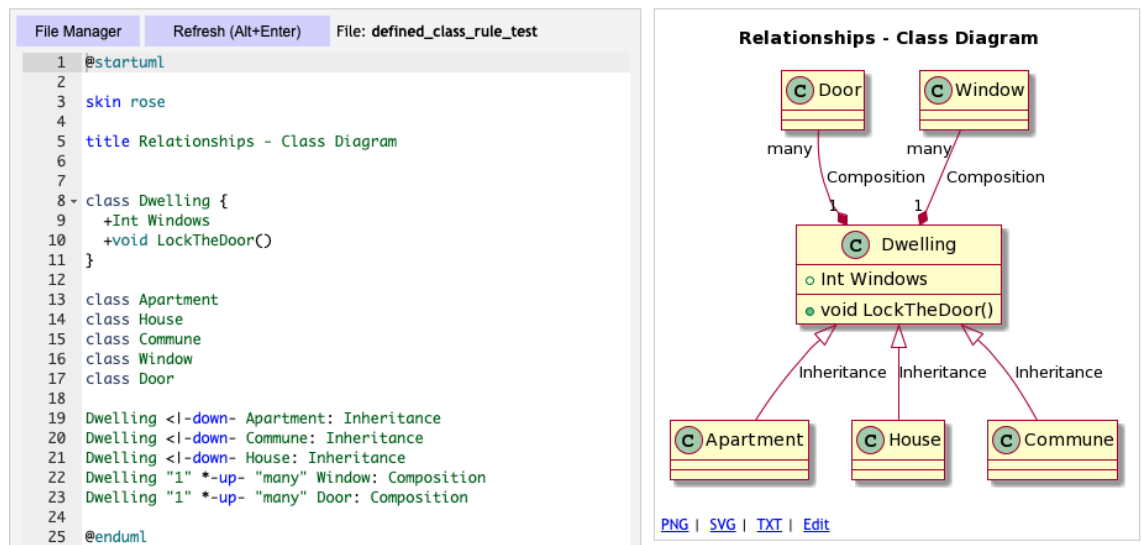 File Manager Refresh (Alt+Enter) File: defined_class_rule_test
1 @startuml
2
3 skin rose
4
5 title Relationships - Class Diagram
6
7
8 class Dwelling {
9 +Int Windows
10 +void LockTheDoor()
11 }
12
13 class Apartment
14 class House
15 class Commune
16 class Window
17 class Door
18
19 Dwelling <|-down- Apartment: Inheritance
20 Dwelling <|-down- Commune: Inheritance
21 Dwelling <|-down- House: Inheritance
22 Dwelling "1" *-up- "many" Window: Composition
23 Dwelling "1" *-up- "many" Door: Composition
24
25 @enduml
Relationships - Class Diagram
C Door C Window
many many
Composition Composition
1 1
C Dwelling
Int Windows
void LockTheDoor()
Inheritance Inheritance Inheritance
C Apartment C House C Commune
PNG | SVG | TXT | Edit